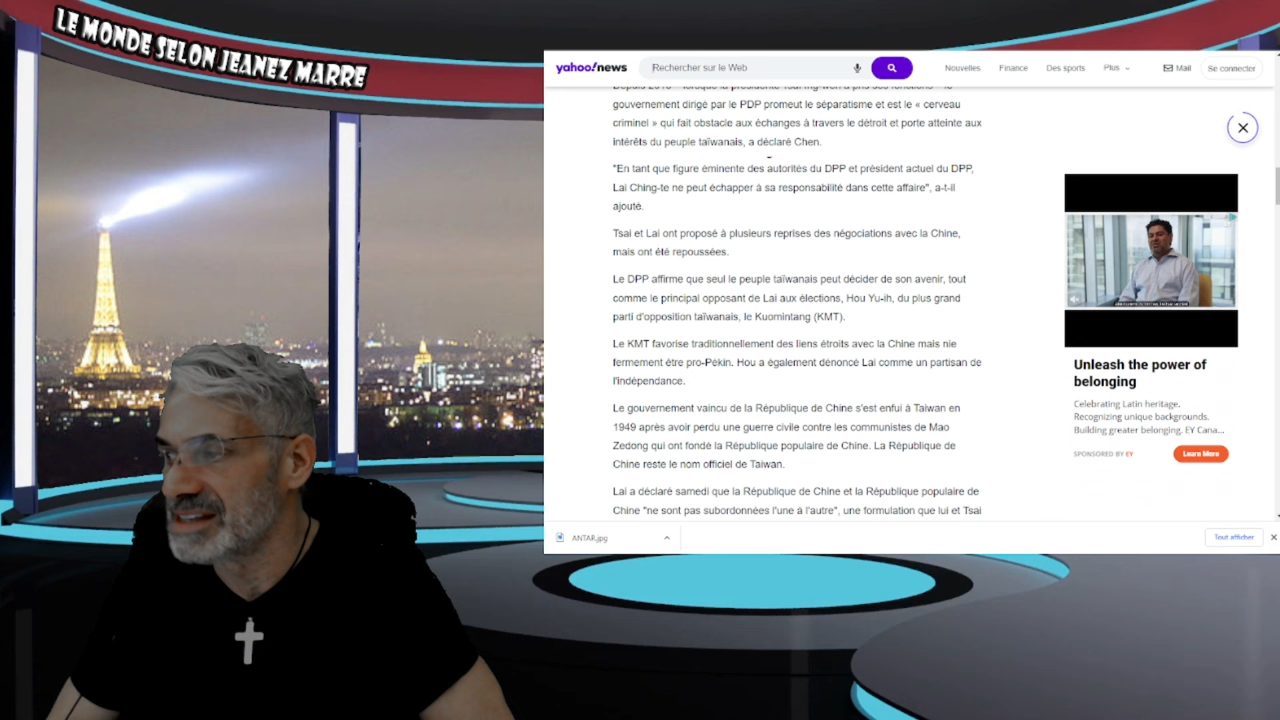 LE MONDE SELON JEANEZ MARRE
yahoo!news
Rechercher sur le Web
Nouvelles
Finance
Des sports
Plus
Mail
Se connecter
gouvernement dirigé par le PDP promeut le séparatisme et est le « cerveau
criminel » qui fait obstacle aux échanges à travers le détroit et porte atteinte aux
intérêts du peuple taïwanais, a déclaré Chen.
"En tant que figure éminente des autorités du DPP et président actuel du DPP,
Lai Ching-te ne peut échapper à sa responsabilité dans cette affaire", a-t-il
ajouté.
Tsai et Lai ont proposé à plusieurs reprises des négociations avec la Chine,
mais ont été repoussées.
Le DPP affirme que seul le peuple taïwanais peut décider de son avenir, tout
comme le principal opposant de Lai aux élections, Hou Yu-ih, du plus grand
parti d'opposition taïwanais, le Kuomintang (KMT).
Le KMT favorise traditionnellement des liens étroits avec la Chine mais nie
fermement être pro-Pékin. Hou a également dénoncé Lai comme un partisan de
l'indépendance.
Le gouvernement vaincu de la République de Chine s'est enfui à Taiwan en
1949 après avoir perdu une guerre civile contre les communistes de Mao
Zedong qui ont fondé la République populaire de Chine. La République de
Chine reste le nom officiel de Taiwan.
Lai a déclaré samedi que la République de Chine et la République populaire de
Chine "ne sont pas subordonnées l'une à l'autre", une formulation que lui et Tsai
Unleash the power of
belonging
Celebrating Latin heritage.
Recognizing unique backgrounds.
Building greater belonging. EY Cana...
SPONSORED BY EY
Learn More
ANTAR.jpg
Tout afficher